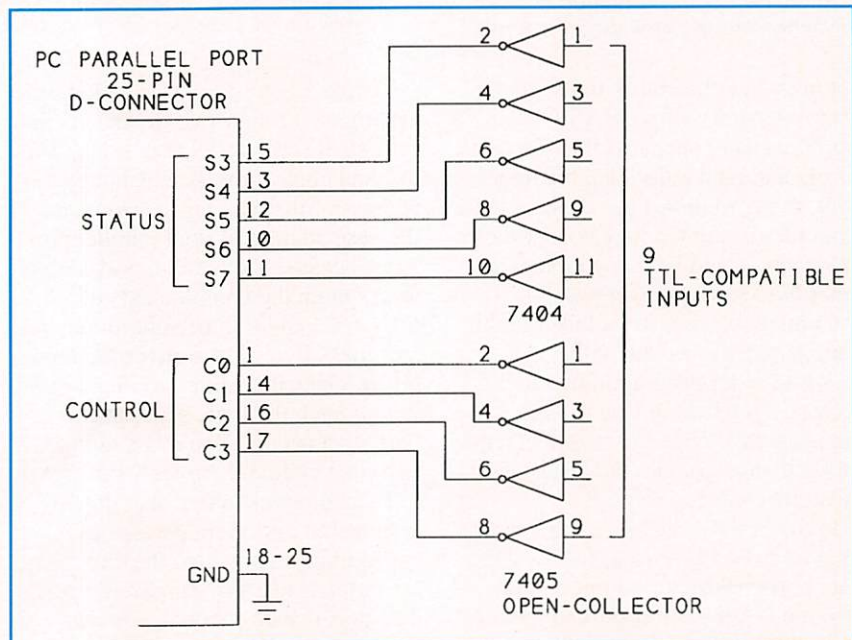 PC PARALLEL PORT
25-PIN
D-CONNECTOR
STATUS
S3 15
S4 13
S5 12
S6 10
S7 11
2 1
4 3
6 5
8 9
10 11
7404
9
TTL-COMPATIBLE
INPUTS
CONTROL
C0 1
C1 14
C2 16
C3 17
2 1
4 3
6 5
8 9
7405
OPEN-COLLECTOR
GND 18-25